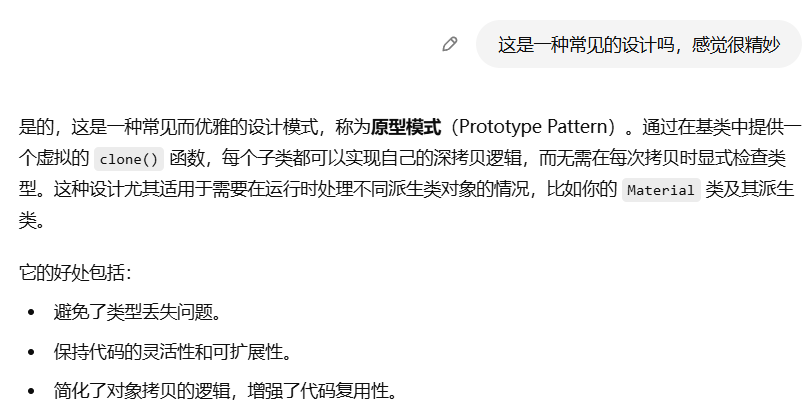 这是一种常见的设计吗，感觉很精妙
是的，这是一种常见而优雅的设计模式，称为原型模式（Prototype Pattern）。通过在基类中提供一
个虚拟的 clone() 函数，每个子类都可以实现自己的深拷贝逻辑，而无需在每次拷贝时显式检查类
型。这种设计尤其适用于需要在运行时处理不同派生类对象的情况，比如你的 Material 类及其派生
类。
它的好处包括：
• 避免了类型丢失问题。
• 保持代码的灵活性和可扩展性。
• 简化了对象拷贝的逻辑，增强了代码复用性。